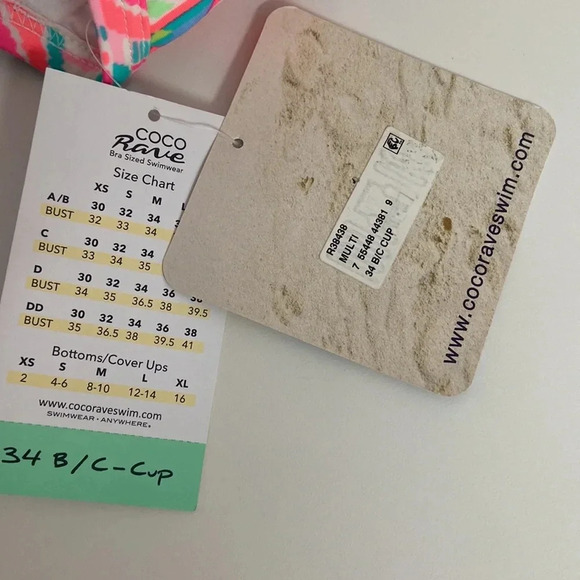 COCO
Rave
Bra Sized Swimwear
Size Chart
XS S M
A/B 30 32 34
BUST 32 33 34
C 30 32 34
BUST 33 34 35
D 30 32 34 36 38
BUST 34 35 36.5 38 39.5
DD 30 32 34 36 38
BUST 35 36.5 38 39.5 41
Bottoms/Cover Ups
XS S M L XL
2 4-6 8-10 12-14 16
www.cocoraveswim.com
SWIMWEAR · ANYWHERE.
34 B/C-Cup
R38438
MULTI
7 55448 44381 9
34 B/C CUP
www.cocoraveswim.com